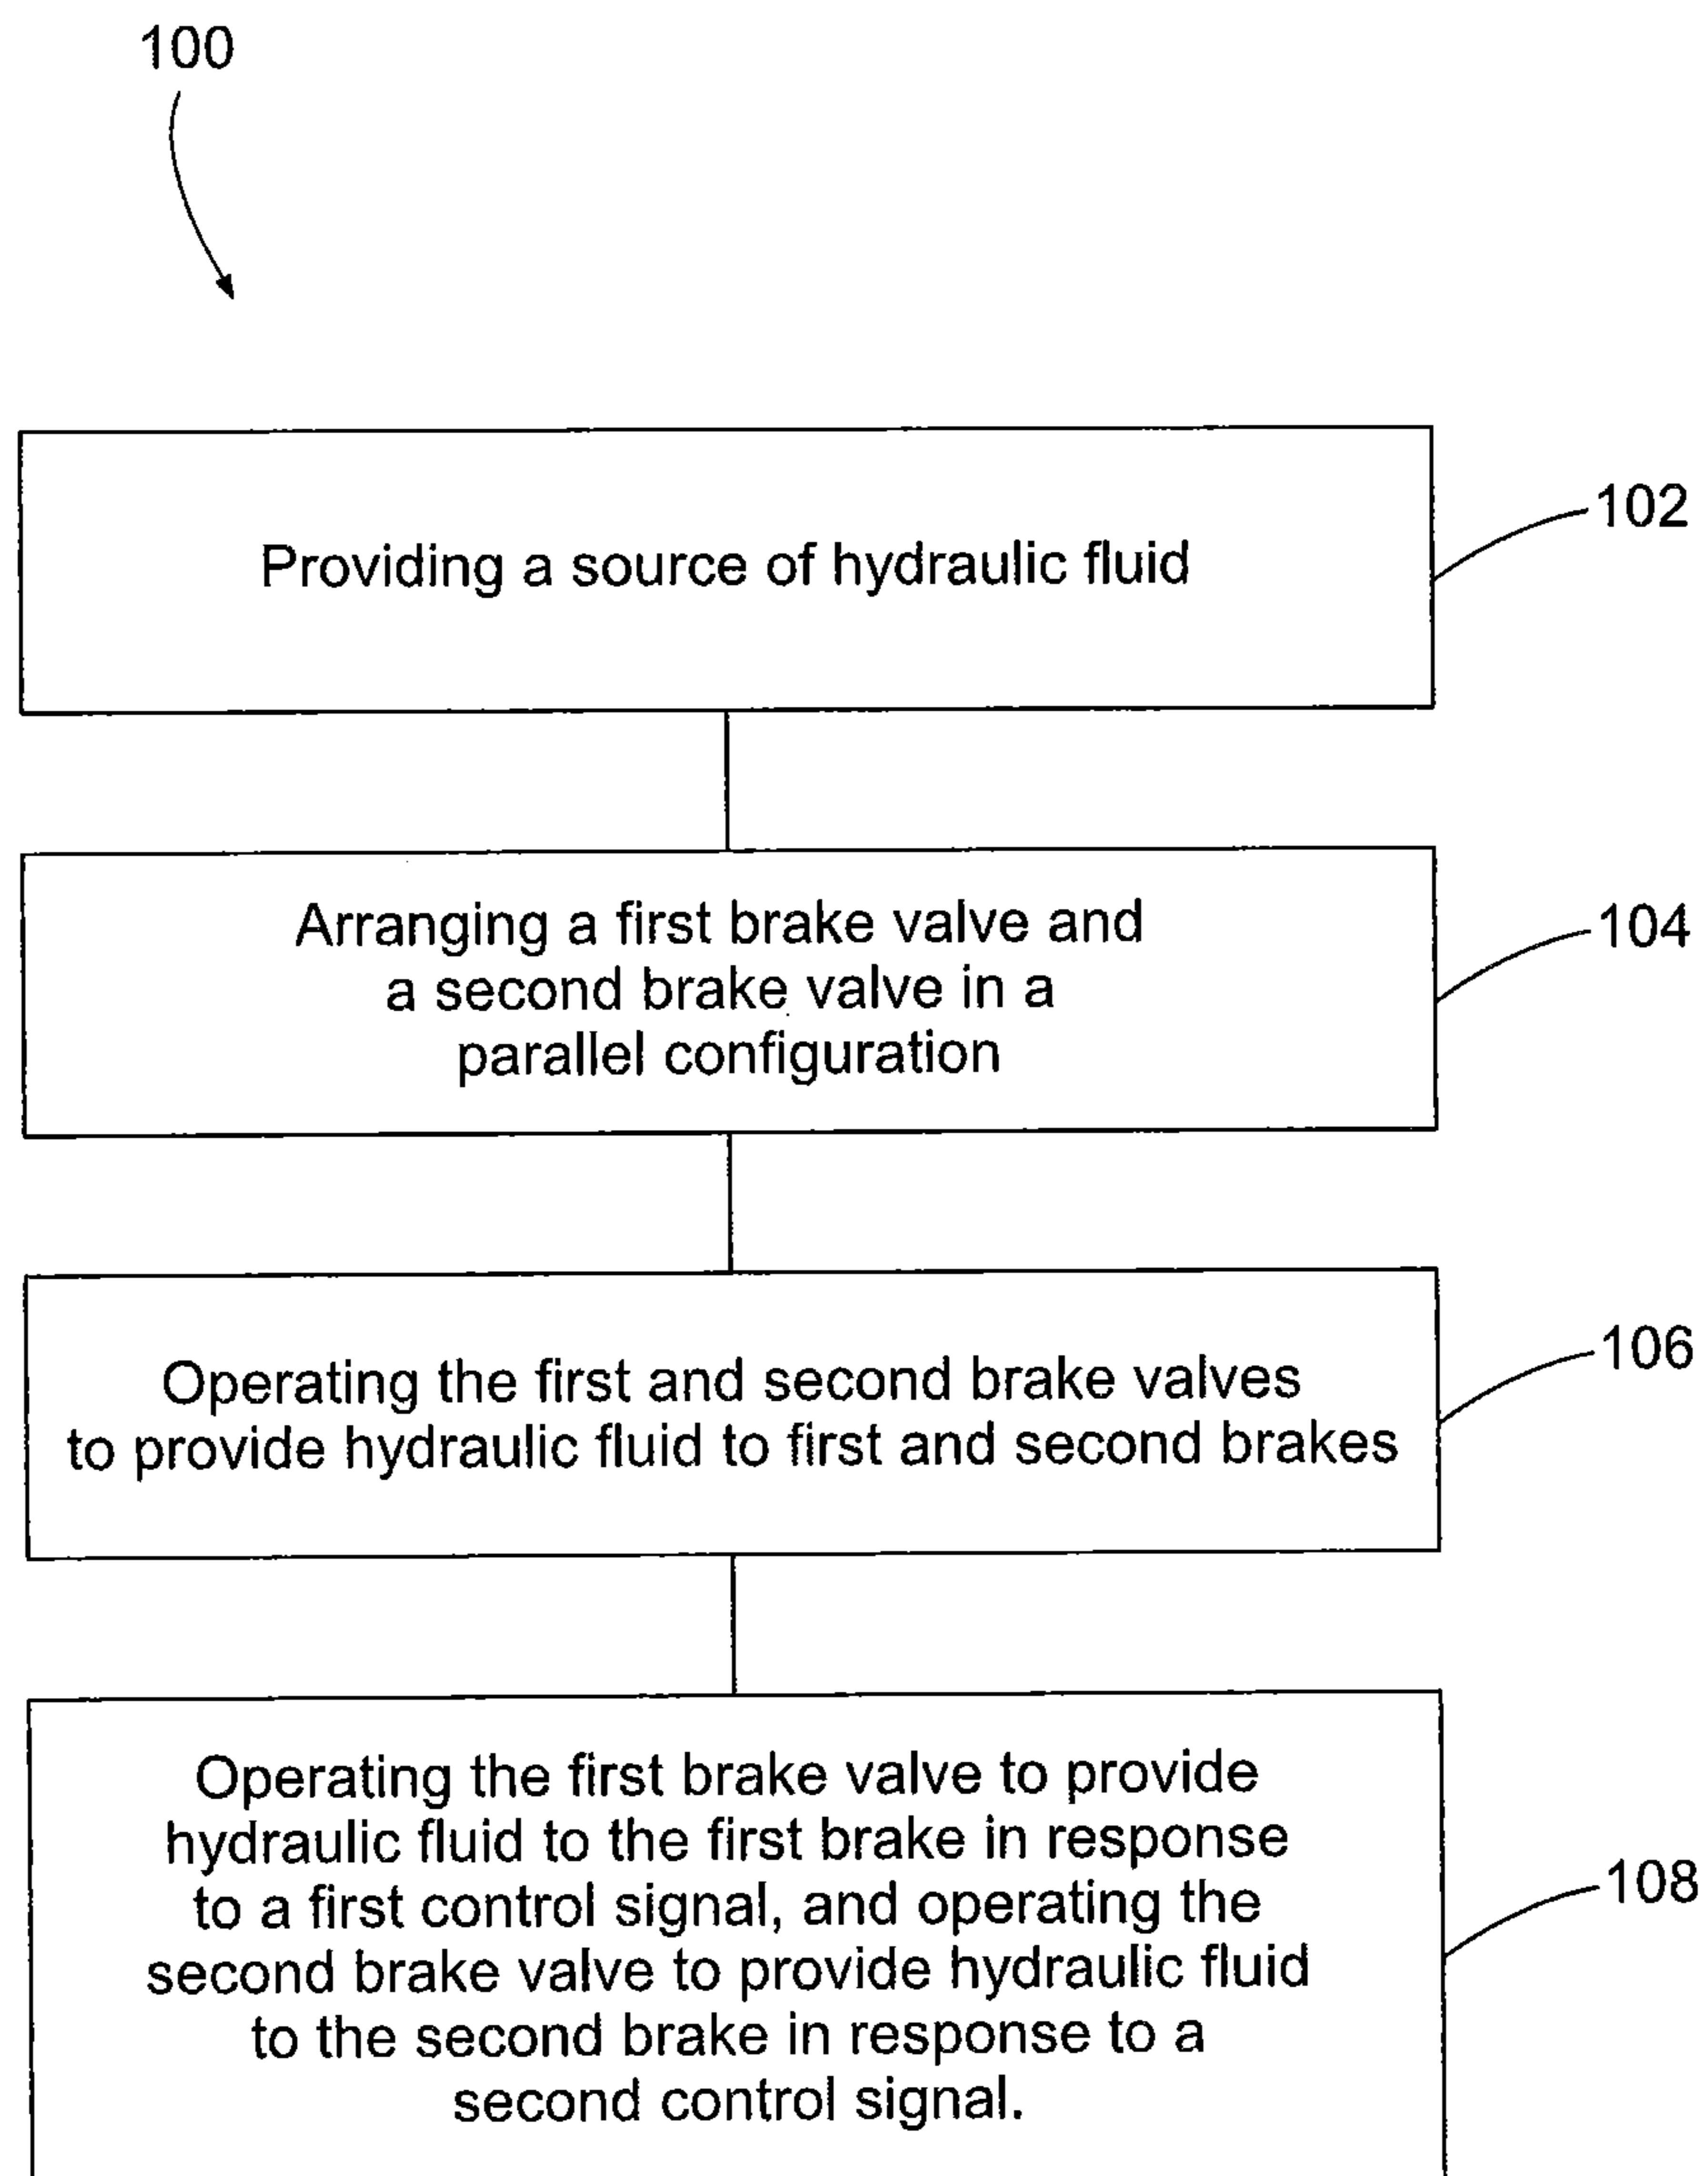 100
Providing a source of hydraulic fluid
102
Arranging a first brake valve and
a second brake valve in a
parallel configuration
104
Operating the first and second brake valves
to provide hydraulic fluid to first and second brakes
106
Operating the first brake valve to provide
hydraulic fluid to the first brake in response
to a first control signal, and operating the
second brake valve to provide hydraulic fluid
to the second brake in response to a
second control signal.
108